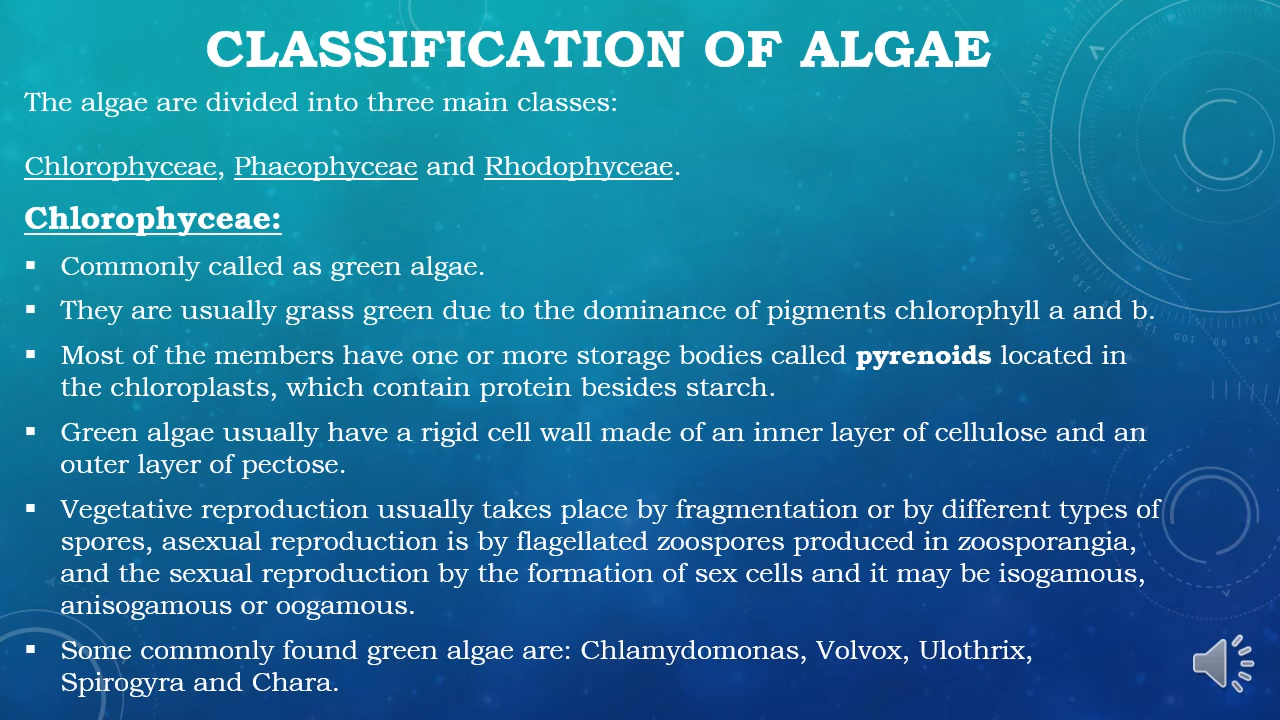 CLASSIFICATION OF ALGAE
The algae are divided into three main classes:
Chlorophyceae, Phaeophyceae and Rhodophyceae.
Chlorophyceae:
▪ Commonly called as green algae.
▪ They are usually grass green due to the dominance of pigments chlorophyll a and b.
▪ Most of the members have one or more storage bodies called pyrenoids located in
the chloroplasts, which contain protein besides starch.
▪ Green algae usually have a rigid cell wall made of an inner layer of cellulose and an
outer layer of pectose.
▪ Vegetative reproduction usually takes place by fragmentation or by different types of
spores, asexual reproduction is by flagellated zoospores produced in zoosporangia,
and the sexual reproduction by the formation of sex cells and it may be isogamous,
anisogamous or oogamous.
▪ Some commonly found green algae are: Chlamydomonas, Volvox, Ulothrix,
Spirogyra and Chara.